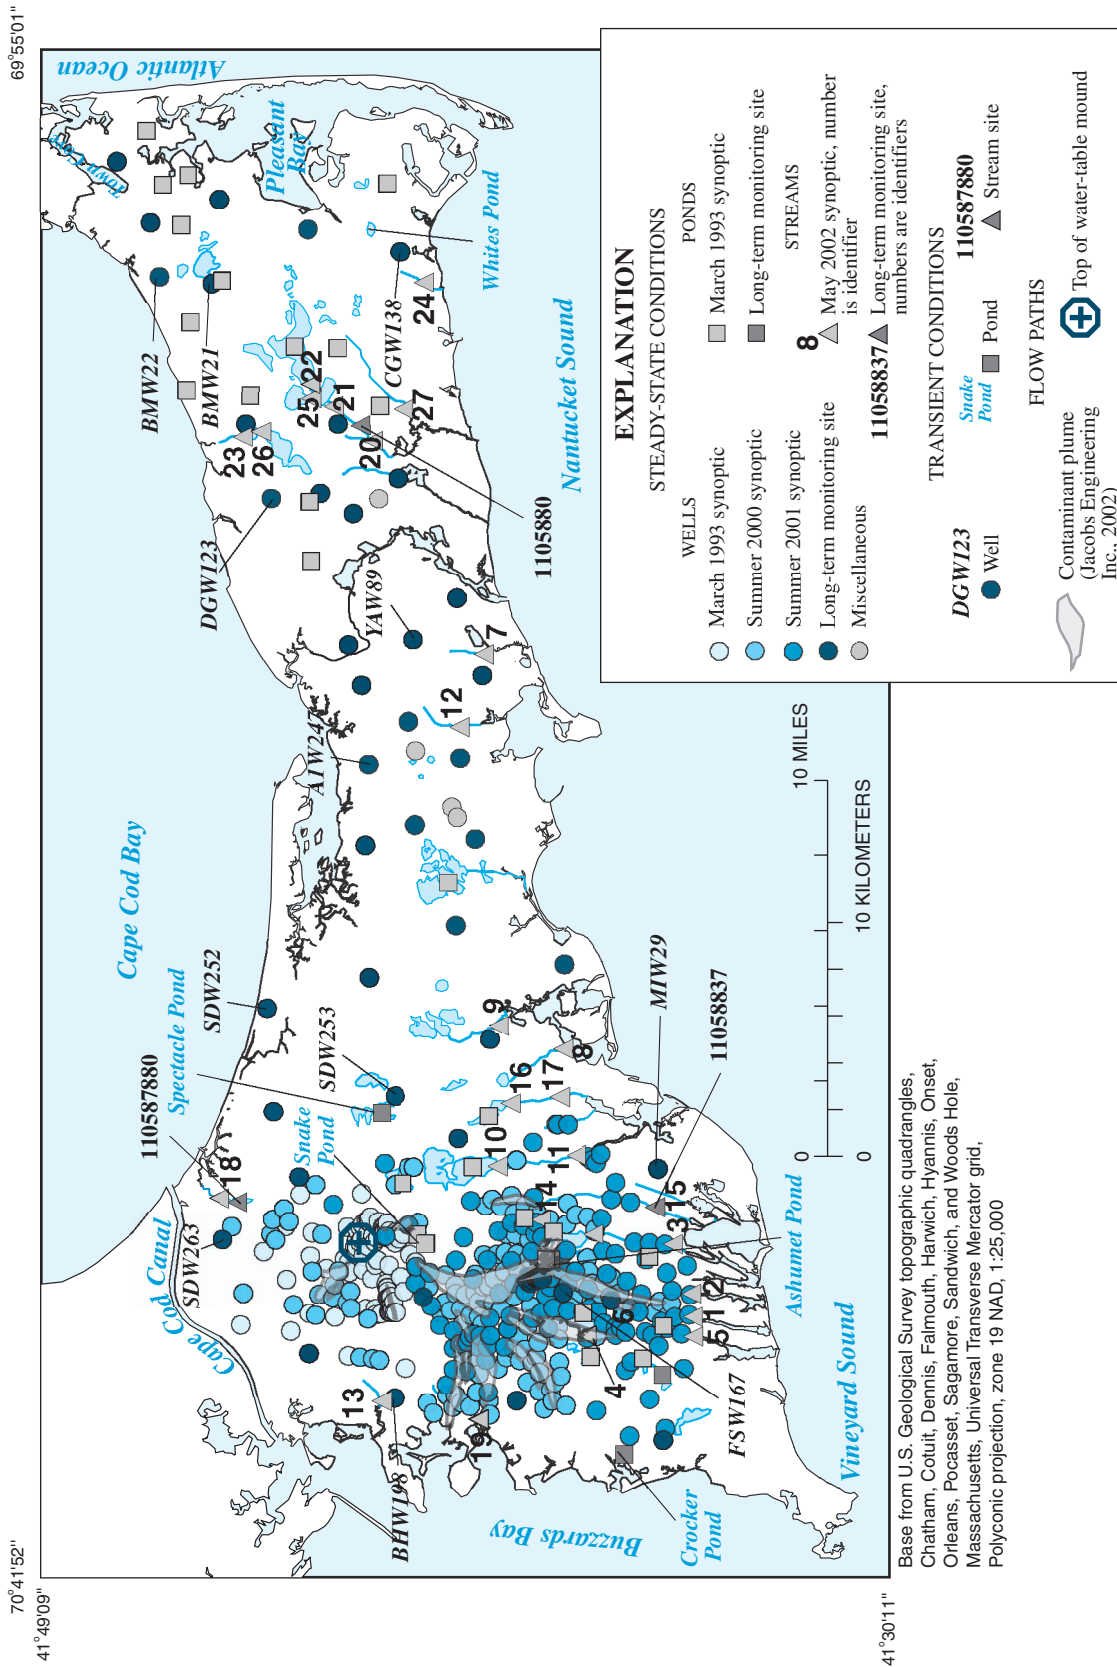 70°41'52"
69°55'01"
41°49'09"
41°30'11"
Atlantic Ocean
Town Cove
Pleasant
Bay
Whites Pond
Nantucket Sound
Cape Cod Bay
Spectacle Pond
Snake
Pond
Cape Cod Canal
Buzzards Bay
Crocker
Pond
Vineyard Sound
Ashumet Pond
BMW22
BMW21
CGW138
DGW123
YAW89
A1W247
SDW252
SDW253
SDW263
BHW198
FSW167
MIW29
110587880
11058837
1105880
23
26
25
22
21
20
27
24
7
12
9
8
16
17
10
11
18
13
19
14
15
3
2
1
5
6
4
0
10 MILES
0
10 KILOMETERS
EXPLANATION
STEADY-STATE CONDITIONS
WELLS
March 1993 synoptic
Summer 2000 synoptic
Summer 2001 synoptic
Long-term monitoring site
Miscellaneous
PONDS
March 1993 synoptic
Long-term monitoring site
STREAMS
8
May 2002 synoptic, number
is identifier
11058837
Long-term monitoring site,
numbers are identifiers
TRANSIENT CONDITIONS
DGW123
Well
Snake
Pond
Pond
110587880
Stream site
FLOW PATHS
Contaminant plume
(Jacobs Engineering
Inc., 2002)
Top of water-table mound
Base from U.S. Geological Survey topographic quadrangles,
Chatham, Cotuit, Dennis, Falmouth, Harwich, Hyannis, Onset,
Orleans, Pocasset, Sagamore, Sandwich, and Woods Hole,
Massachusetts, Universal Transverse Mercator grid,
Polyconic projection, zone 19 NAD, 1:25,000